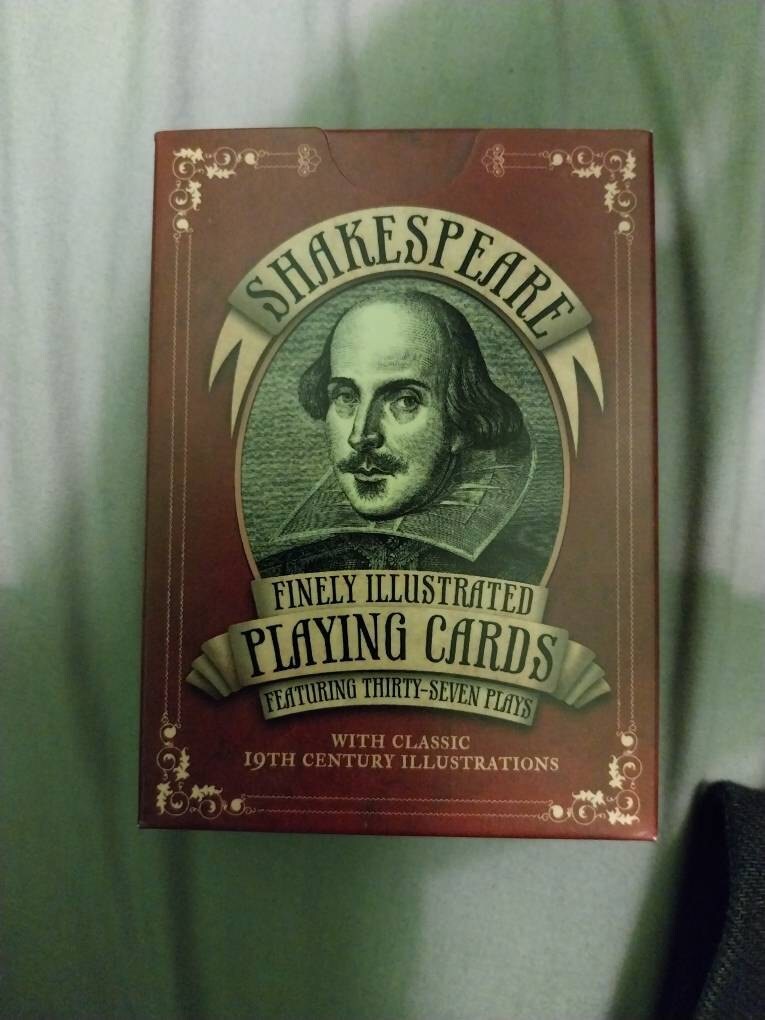 SHAKESPEARE
FINELY ILLUSTRATED
PLAYING CARDS
FEATURING THIRTY-SEVEN PLAYS
WITH CLASSIC
19TH CENTURY ILLUSTRATIONS